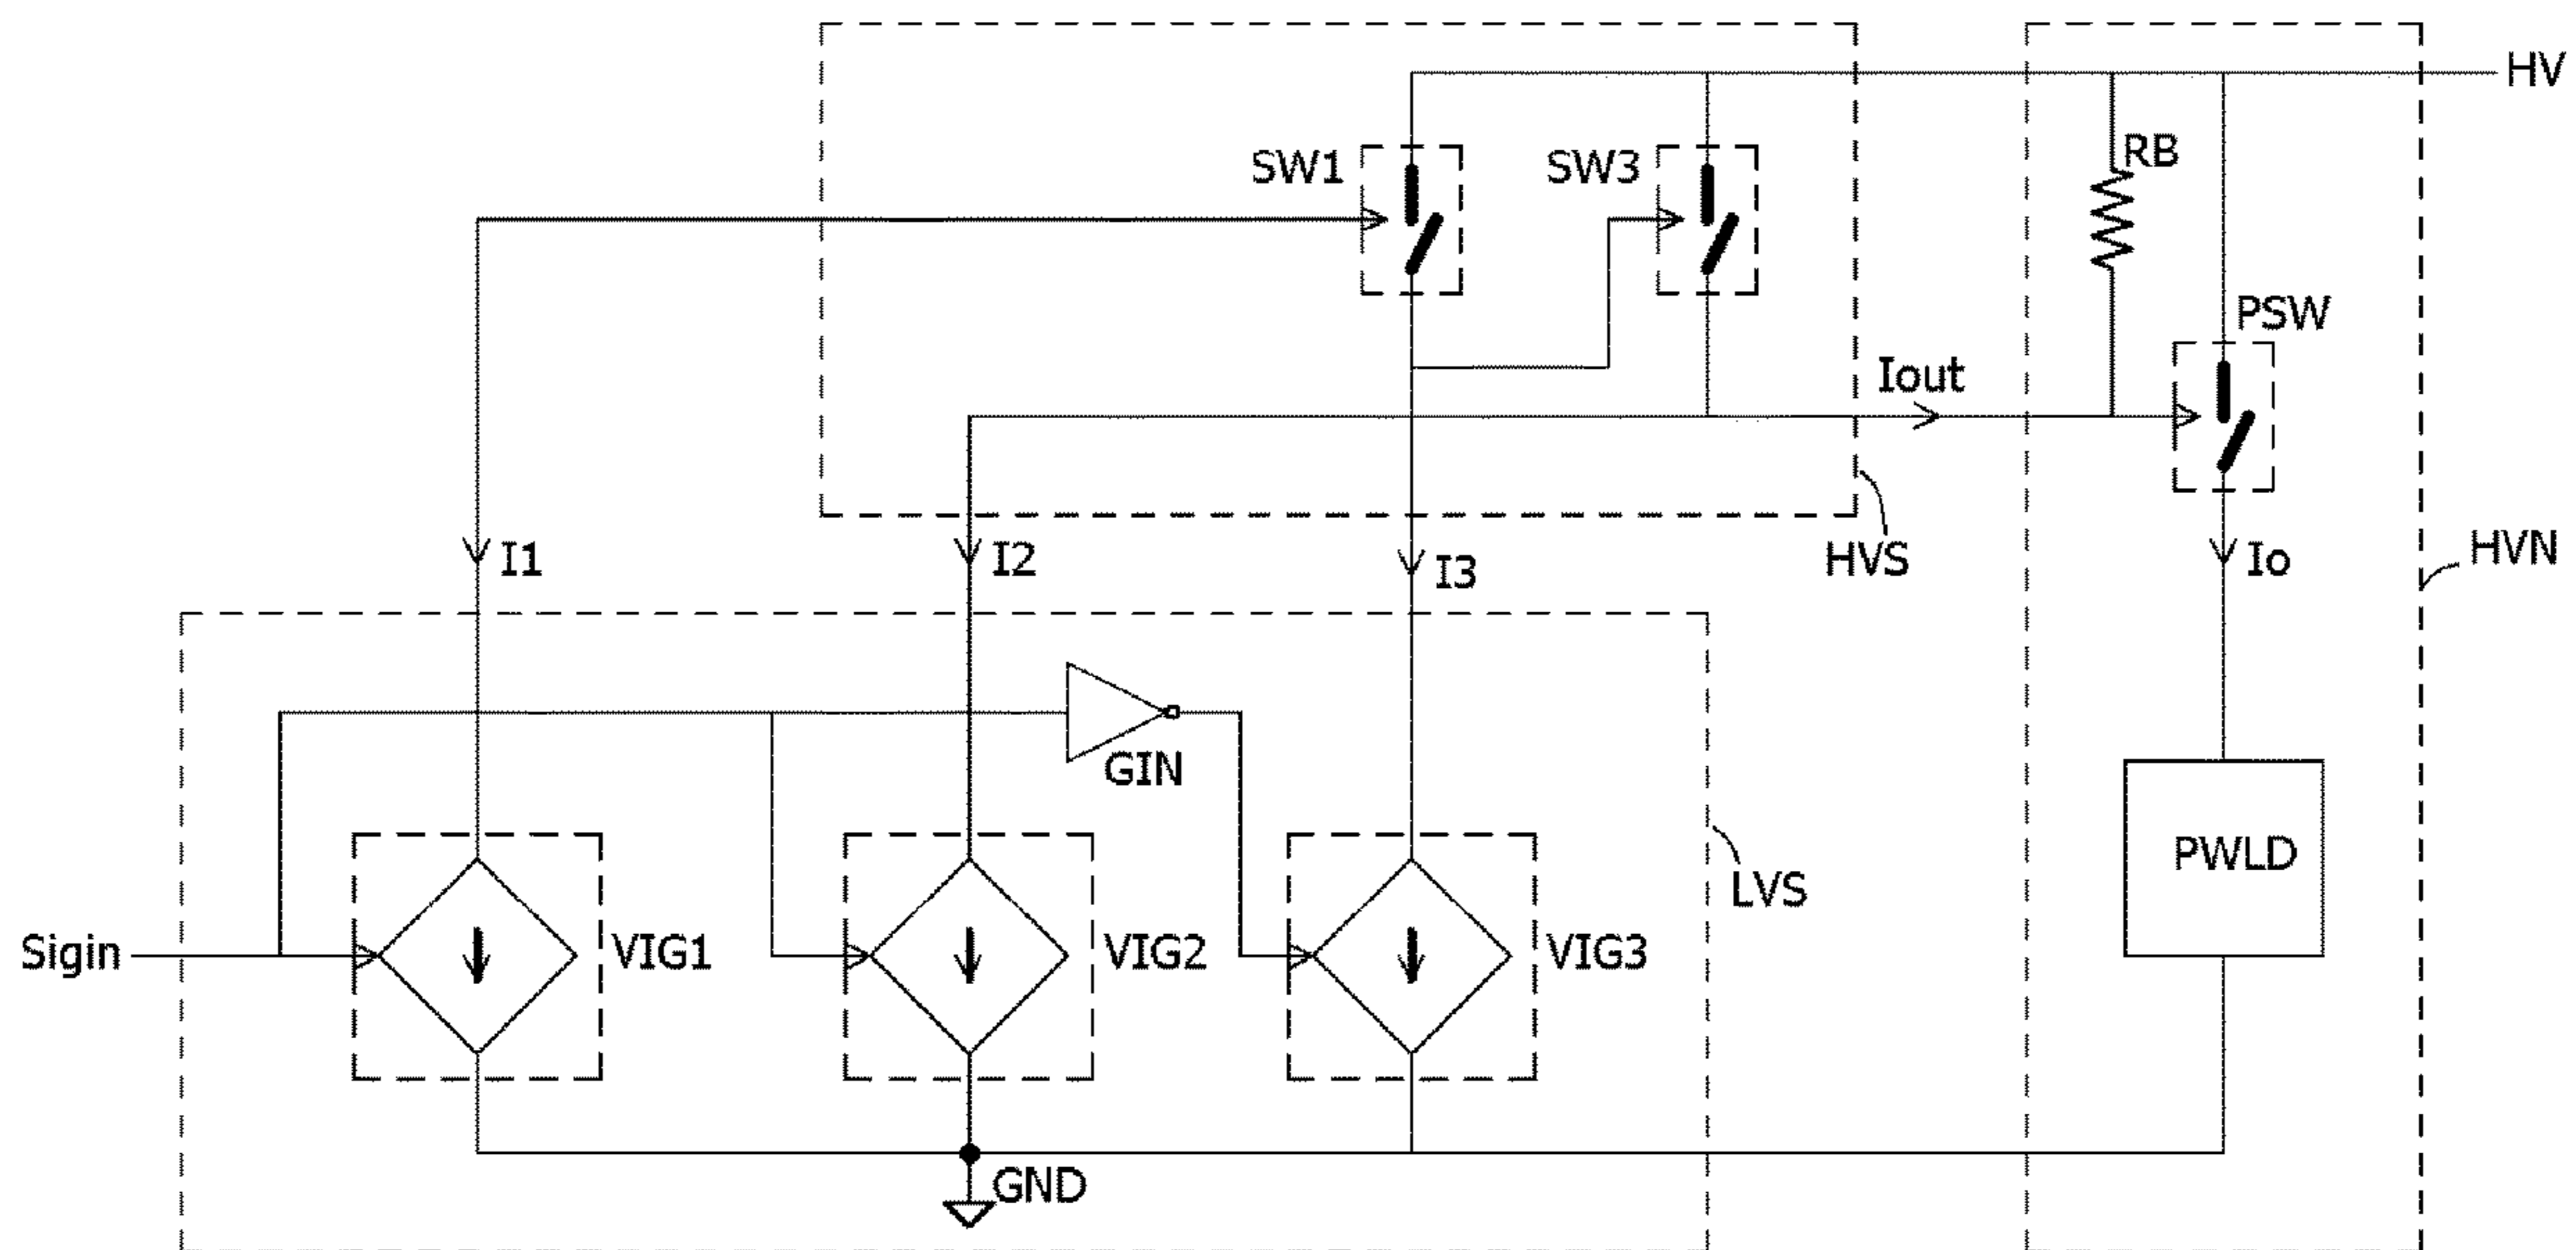 HV
SW1
SW3
RB
PSW
Iout
I1
I2
I3
HVS
Io
HVN
GIN
PWLD
LVS
Sigin
VIG1
VIG2
VIG3
GND